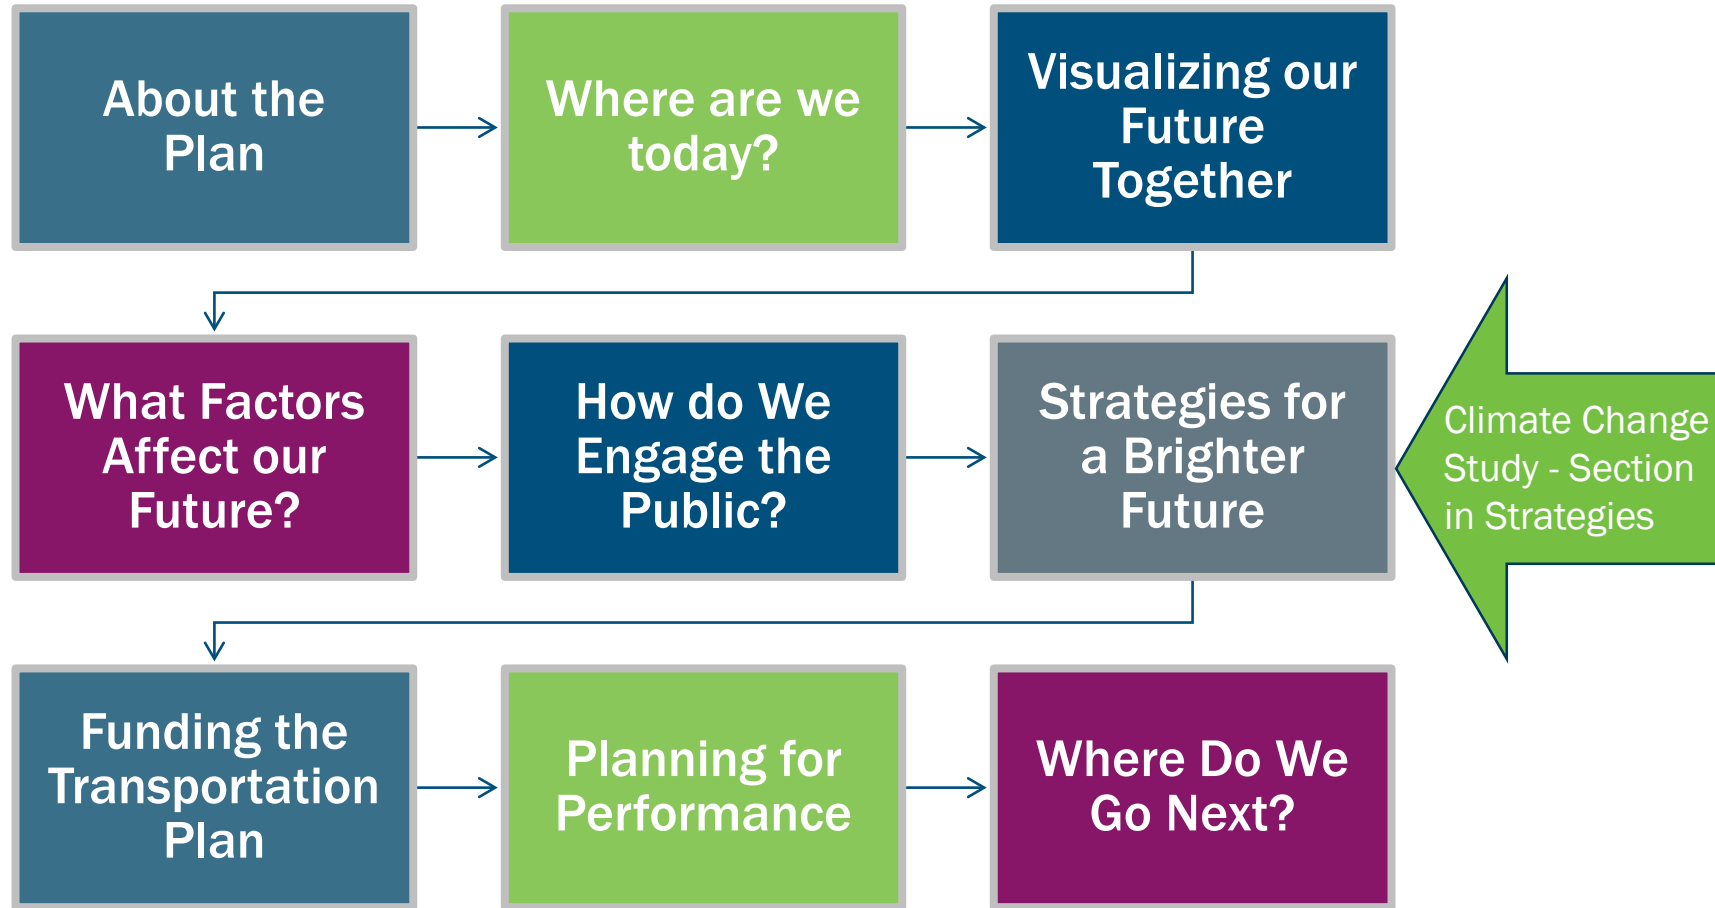 About the
Plan
Where are we
today?
Visualizing our
Future
Together
What Factors
Affect our
Future?
How do We
Engage the
Public?
Strategies for
a Brighter
Future
Climate Change
Study - Section
in Strategies
Funding the
Transportation
Plan
Planning for
Performance
Where Do We
Go Next?